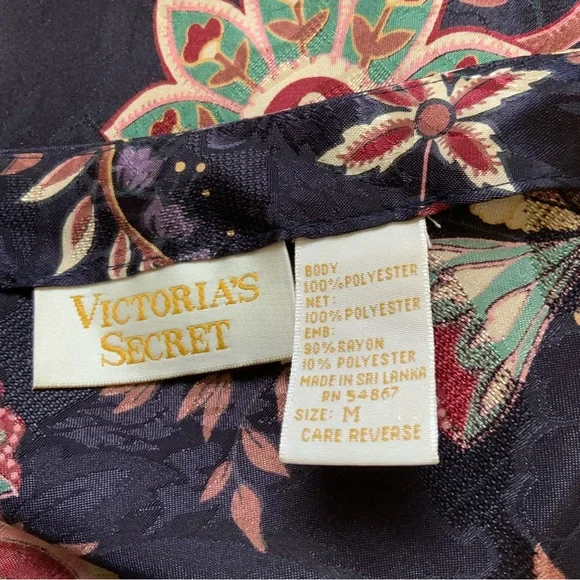 VICTORIA'S
SECRET
BODY
100% POLYESTER
NET:
100% POLYESTER
EMB:
90% RAYON
10% POLYESTER
MADE IN SRI LANKA
RN 54867
SIZE: M
CARE REVERSE